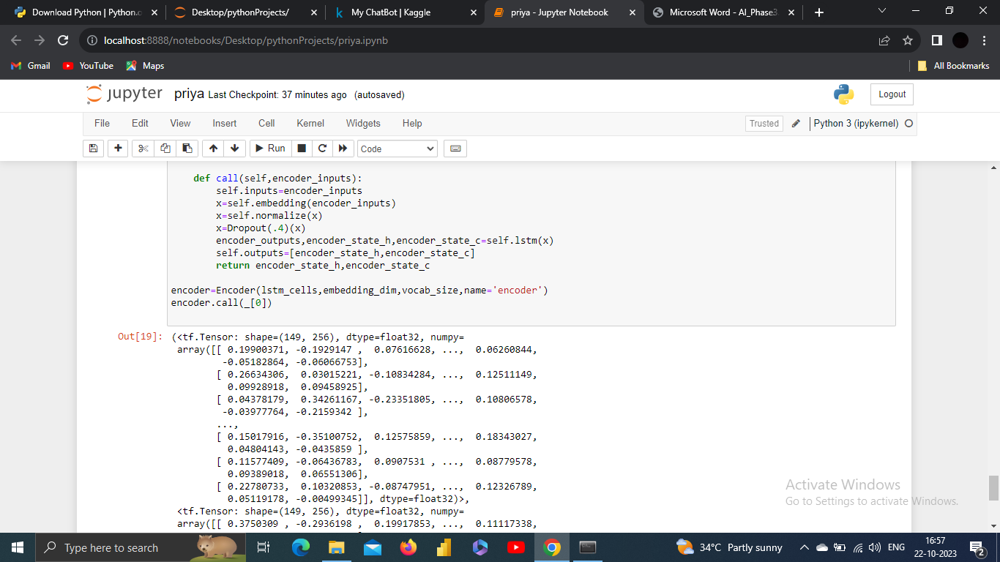 Download Python | Python.o
Desktop/pythonProjects/
My ChatBot | Kaggle
priya - Jupyter Notebook
Microsoft Word - AI_Phase3
localhost:8888/notebooks/Desktop/pythonProjects/priya.ipynb
Gmail
YouTube
Maps
All Bookmarks
jupyter priya Last Checkpoint: 37 minutes ago (autosaved)
Logout
File Edit View Insert Cell Kernel Widgets Help
Trusted
Python 3 (ipykernel)
Run
Code
def call(self,encoder_inputs):
self.inputs=encoder_inputs
x=self.embedding(encoder_inputs)
x=self.normalize(x)
x=Dropout(.4)(x)
encoder_outputs,encoder_state_h,encoder_state_c=self.lstm(x)
self.outputs=[encoder_state_h,encoder_state_c]
return encoder_state_h,encoder_state_c
encoder=Encoder(lstm_cells,embedding_dim,vocab_size,name='encoder')
encoder.call(_[0])
Out[19]: (<tf.Tensor: shape=(149, 256), dtype=float32, numpy=
array([[ 0.19900371, -0.1929147 , 0.07616628, ..., 0.06260844,
-0.05182864, -0.06066753],
[ 0.26634306, 0.03015221, -0.10834284, ..., 0.12511149,
0.09928918, 0.09458925],
[ 0.04378179, 0.34261167, -0.23351805, ..., 0.10806578,
-0.03977764, -0.2159342 ],
...,
[ 0.15017916, -0.35100752, 0.12575859, ..., 0.18343027,
0.04804143, -0.0435859 ],
[ 0.11577409, -0.06436783, 0.0907531 , ..., 0.08779578,
0.09389018, 0.06551306],
[ 0.22780733, 0.10320853, -0.08747951, ..., 0.12326789,
0.05119178, -0.00499345]], dtype=float32)>,
<tf.Tensor: shape=(149, 256), dtype=float32, numpy=
array([[ 0.3750309 , -0.2936198 , 0.19917853, ..., 0.11117338,
Activate Windows
Go to Settings to activate Windows.
Type here to search
34°C Partly sunny
ENG
16:57
22-10-2023
2